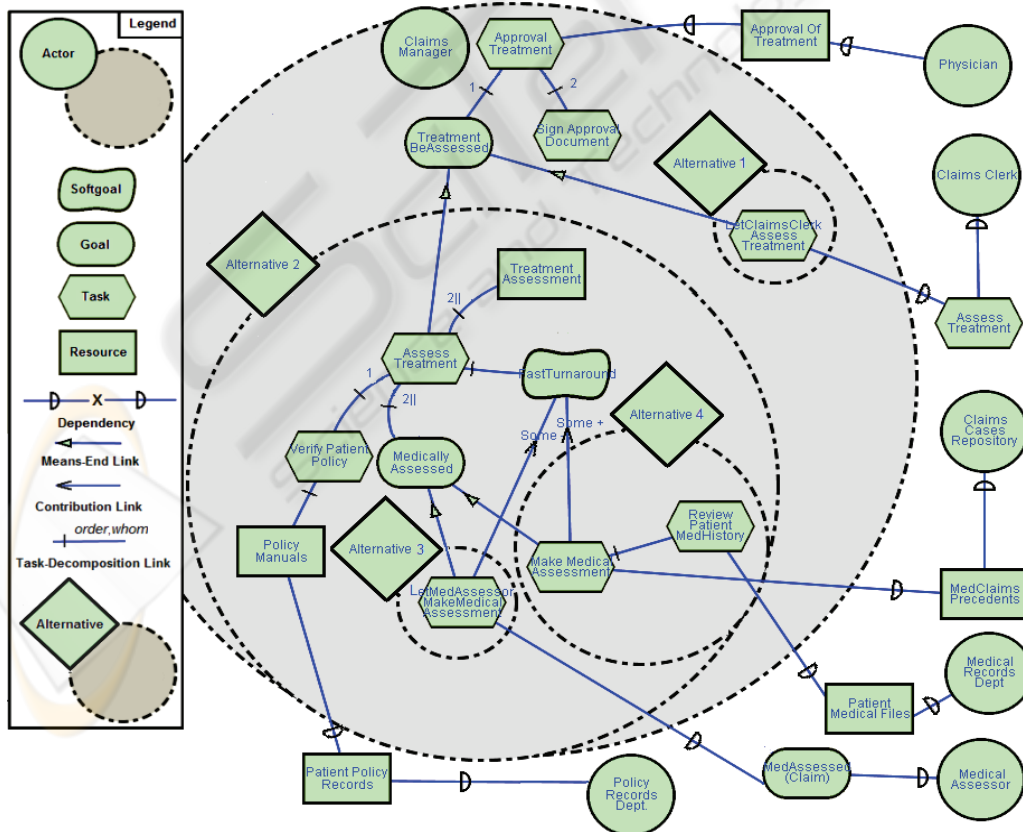 Legend
Actor
Softgoal
Goal
Task
Resource
X
Dependency
Means-End Link
Contribution Link
order,whom
Task-Decomposition Link
Alternative
Claims
Manager
Approval
Treatment
Approval Of
Treatment
Physician
1
2
Treatment
BeAssessed
Sign Approval
Document
Alternative 1
Claims Clerk
LetClaimsClerk
Assess
Treatment
Alternative 2
Treatment
Assessment
2||
Assess
Treatment
Assess
Treatment
FastTurnaround
1
2||
Alternative 4
Claims
Cases
Repository
Some +
Some
Verify Patient
Policy
Medically
Assessed
Review
Patient
MedHistory
Policy
Manuals
Alternative 3
Make Medical
Assessment
LetMedAssessor
MakeMedical
Assessment
MedClaims
Precedents
Medical
Records
Dept
Patient
Medical Files
Patient Policy
Records
Policy
Records
Dept.
MedAssessed
(Claim)
Medical
Assessor